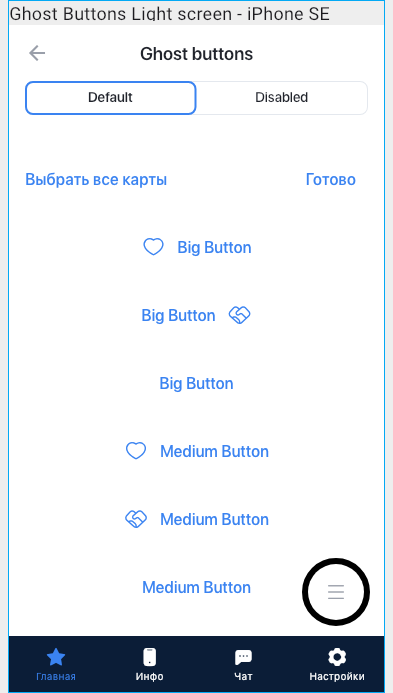 Ghost Buttons Light screen - iPhone SE
Ghost buttons
Default Disabled
Выбрать все карты Готово
Big Button
Big Button
Big Button
Medium Button
Medium Button
Medium Button
Главная Инфо Чат Настройки